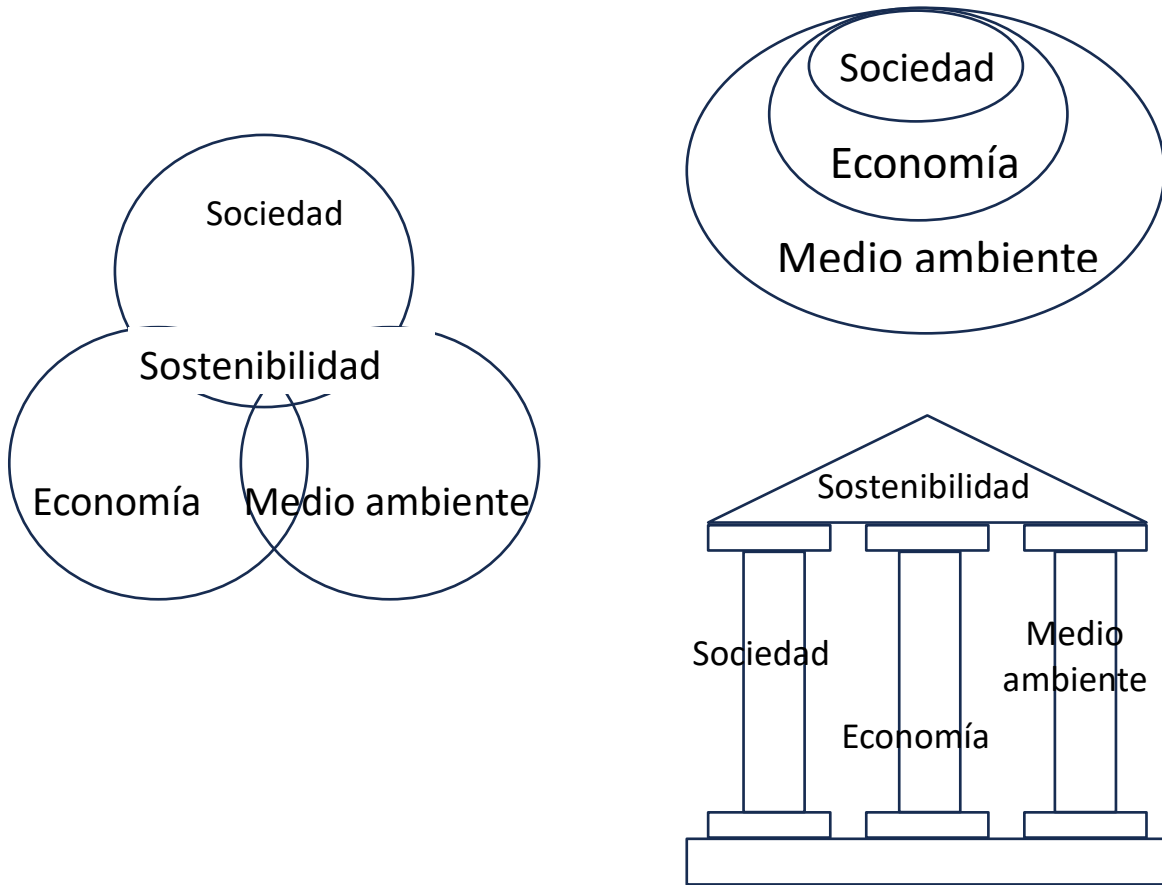 Sociedad
Sostenibilidad
Economía
Medio ambiente
Sociedad
Economía
Medio ambiente
Sostenibilidad
Sociedad
Economía
Medio
ambiente